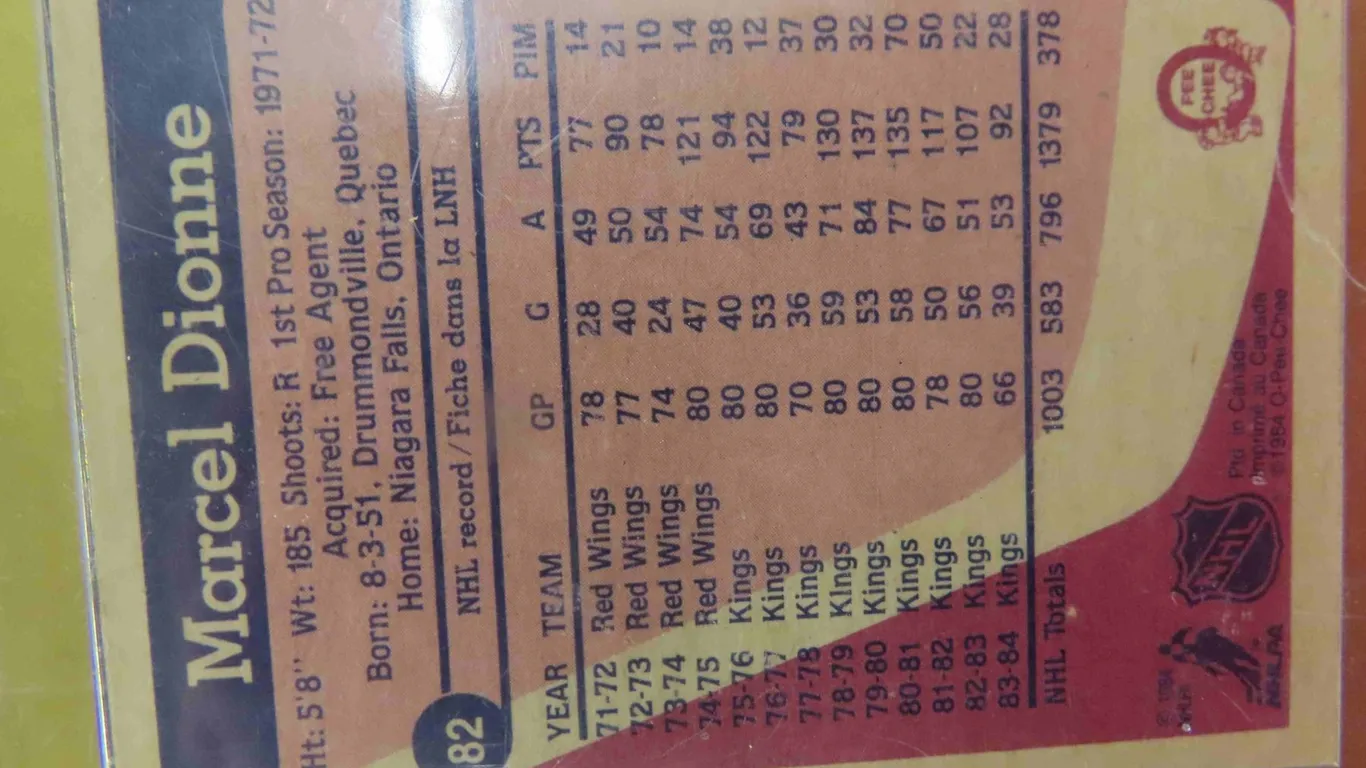 Marcel Dionne
Ht: 5'8" Wt: 185 Shoots: R 1st Pro Season: 1971-72
Acquired: Free Agent
Born: 8-3-51, Drummondville, Quebec
Home: Niagara Falls, Ontario
82
NHL record/Fiche dans la LNH
YEAR TEAM GP G A PTS PIM
71-72 Red Wings 78 28 49 77 14
72-73 Red Wings 77 40 50 90 21
73-74 Red Wings 74 24 54 78 10
74-75 Red Wings 80 47 74 121 14
75-76 Kings 80 40 54 94 38
76-77 Kings 80 53 69 122 12
77-78 Kings 70 36 43 79 37
78-79 Kings 80 59 71 130 30
79-80 Kings 80 53 84 137 32
80-81 Kings 80 58 77 135 70
81-82 Kings 78 50 67 117 50
82-83 Kings 80 56 51 107 22
83-84 Kings 66 39 53 92 28
NHL Totals 1003 583 796 1379 378
© 1984
NHLPA
NHL
Ptd in Canada
Imprimé au Canada
©1984 O-Pee-Chee
O
PEE
CHEE